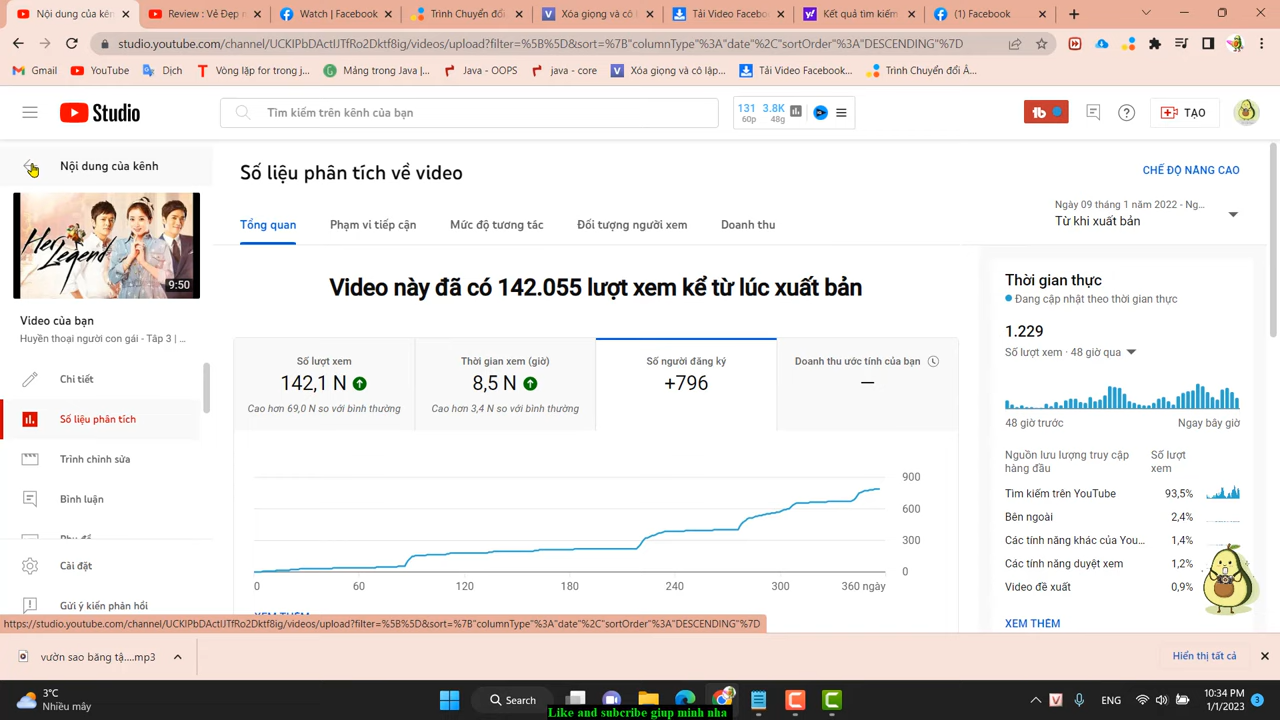 Nội dung của kên
Review : Vẻ Đẹp n
Watch | Facebook
Trình Chuyển đổi
Xóa giọng và cô l
Tải Video Faceboo
Kết quả tìm kiếm
(1) Facebook
studio.youtube.com/channel/UCKIPbDActIJTfRo2Dktf8ig/videos/upload?filter=%5B%5D&sort=%7B"columnType"%3A"date"%2C"sortOrder"%3A"DESCENDING"%7D
Gmail
YouTube
Dịch
Vòng lặp for trong j...
Mảng trong Java |...
Java - OOPS
java - core
Xóa giọng và cô lập...
Tải Video Facebook...
Trình Chuyển đổi Â...
Studio
Tìm kiếm trên kênh của bạn
131 3.8K
60p 48g
tb
TẠO
Nội dung của kênh
Her Legend
9:50
Video của bạn
Huyền thoại người con gái - Tập 3 | ...
Chi tiết
Số liệu phân tích
Trình chỉnh sửa
Bình luận
Phụ đề
Cài đặt
Gửi ý kiến phản hồi
Số liệu phân tích về video
CHẾ ĐỘ NÂNG CAO
Tổng quan
Phạm vi tiếp cận
Mức độ tương tác
Đối tượng người xem
Doanh thu
Ngày 09 tháng 1 năm 2022 - Ng...
Từ khi xuất bản
Video này đã có 142.055 lượt xem kể từ lúc xuất bản
Số lượt xem
142,1 N
Cao hơn 69,0 N so với bình thường
Thời gian xem (giờ)
8,5 N
Cao hơn 3,4 N so với bình thường
Số người đăng ký
+796
Doanh thu ước tính của bạn
—
900
600
300
0
0 60 120 180 240 300 360 ngày
XEM THÊM
Thời gian thực
Đang cập nhật theo thời gian thực
1.229
Số lượt xem · 48 giờ qua
48 giờ trước
Ngay bây giờ
Nguồn lưu lượng truy cập hàng đầu
Số lượt xem
Tìm kiếm trên YouTube 93,5%
Bên ngoài 2,4%
Các tính năng khác của You... 1,4%
Các tính năng duyệt xem 1,2%
Video đề xuất 0,9%
XEM THÊM
https://studio.youtube.com/channel/UCKIPbDActIJTfRo2Dktf8ig/videos/upload?filter=%5B%5D&sort=%7B"columnType"%3A"date"%2C"sortOrder"%3A"DESCENDING"%7D
vườn sao băng tậ....mp3
Hiển thị tất cả
3°C
Nhiều mây
Search
Like and subcribe giup minh nha
ENG
10:34 PM
1/1/2023
3